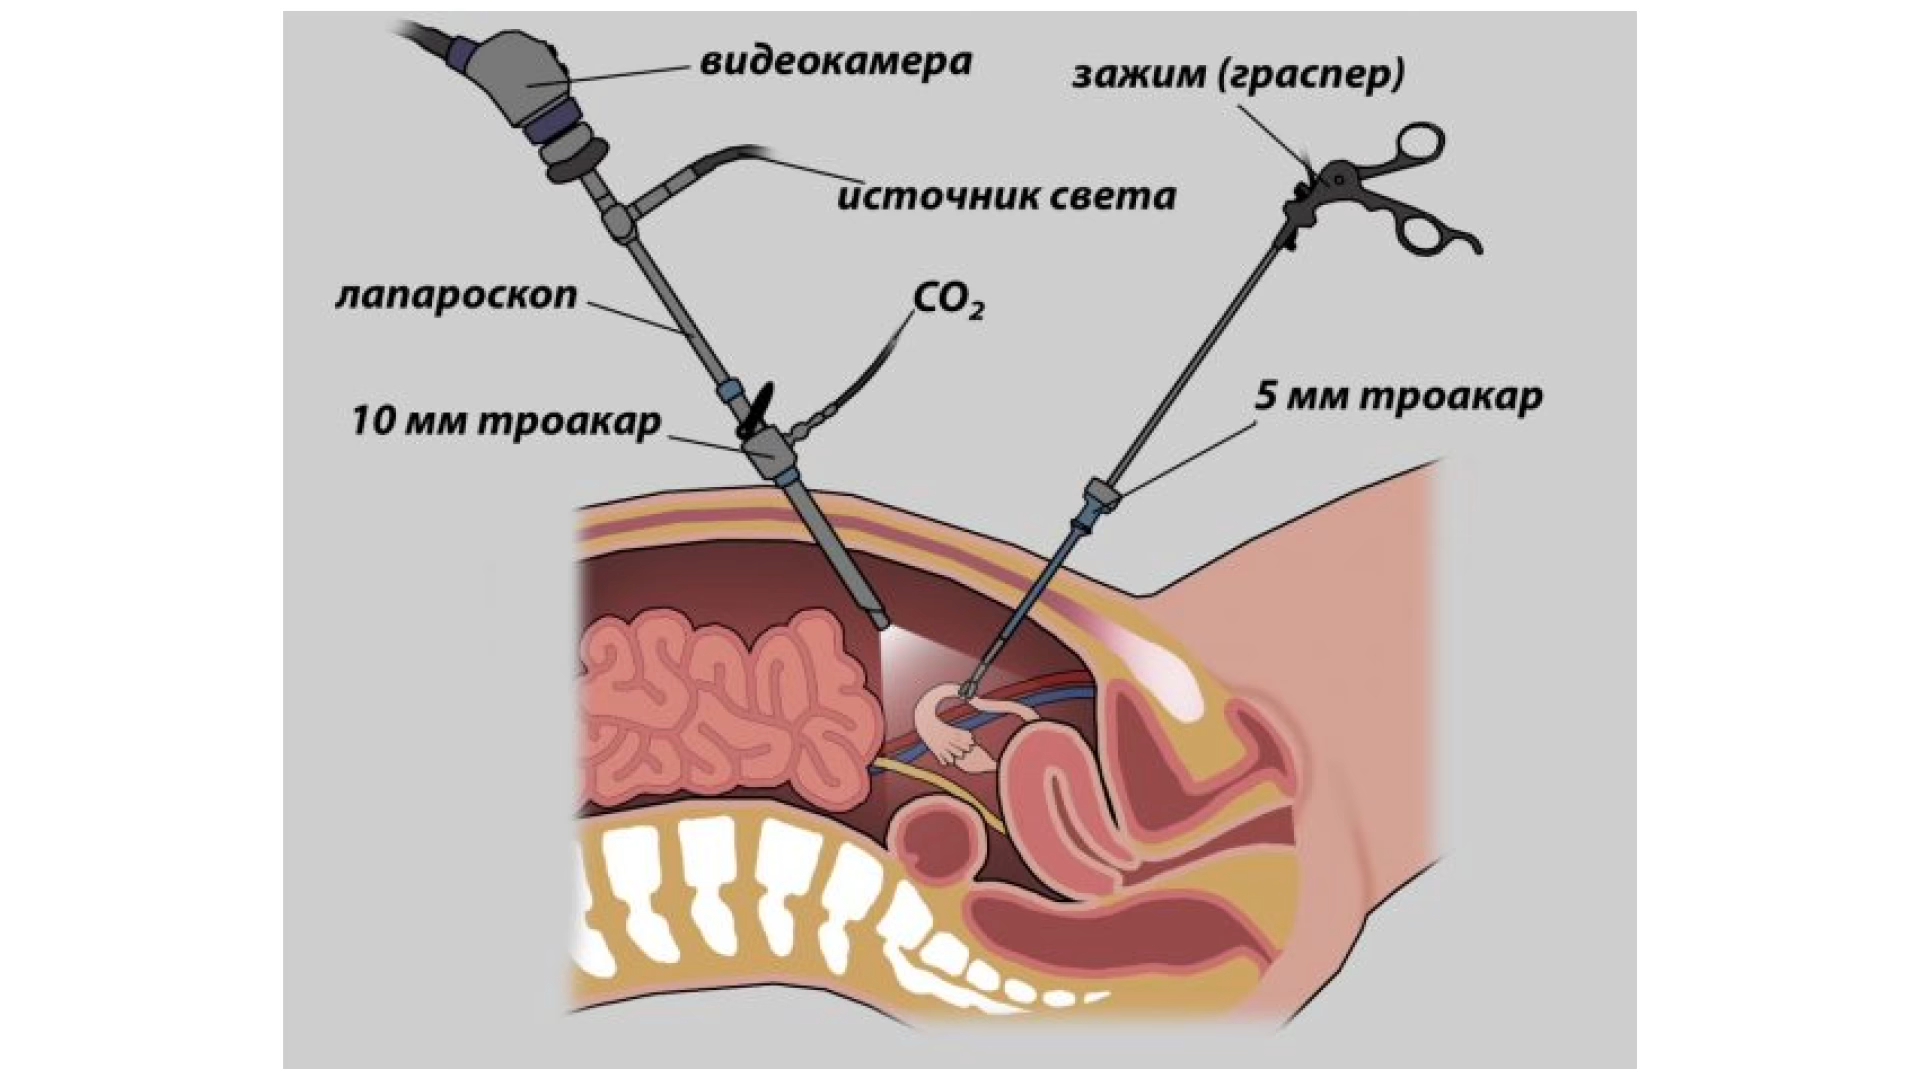 видеокамера
зажим (граспер)
источник света
лапароскоп
CO₂
10 мм троакар
5 мм троакар